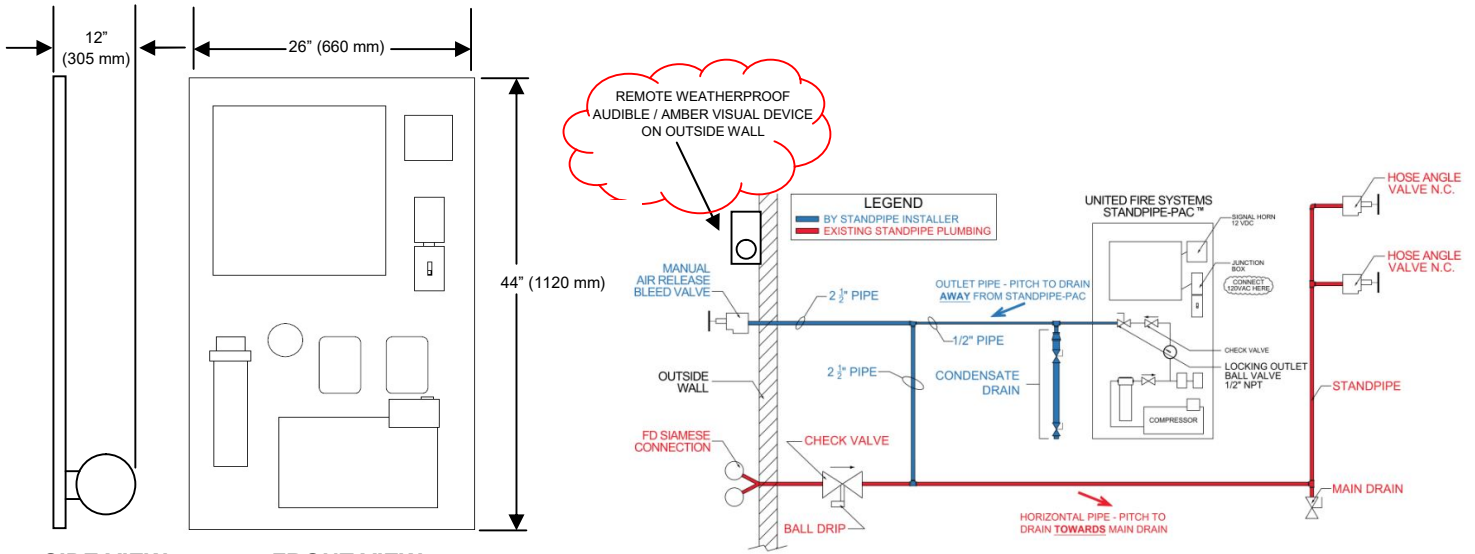 12"
(305 mm)
26" (660 mm)
44" (1120 mm)
SIDE VIEW
FRONT VIEW
REMOTE WEATHERPROOF
AUDIBLE / AMBER VISUAL DEVICE
ON OUTSIDE WALL
LEGEND
BY STANDPIPE INSTALLER
EXISTING STANDPIPE PLUMBING
UNITED FIRE SYSTEMS
STANDPIPE-PAC™
SIGNAL HORN
12 VDC
JUNCTION
BOX
CONNECT
120VAC HERE
HOSE ANGLE
VALVE N.C.
HOSE ANGLE
VALVE N.C.
MANUAL
AIR RELEASE
BLEED VALVE
2 ½" PIPE
OUTLET PIPE - PITCH TO DRAIN
AWAY FROM STANDPIPE-PAC
1/2" PIPE
2 ½" PIPE
CONDENSATE
DRAIN
CHECK VALVE
LOCKING OUTLET
BALL VALVE
1/2" NPT
COMPRESSOR
OUTSIDE
WALL
STANDPIPE
FD SIAMESE
CONNECTION
CHECK VALVE
BALL DRIP
HORIZONTAL PIPE - PITCH TO
DRAIN TOWARDS MAIN DRAIN
MAIN DRAIN